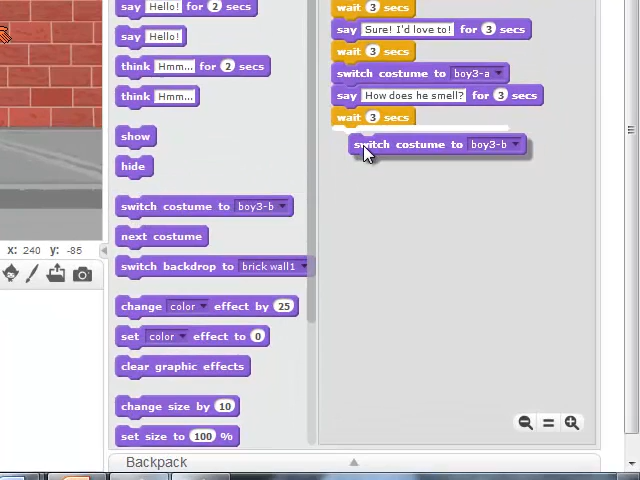 say Hello! for 2 secs
say Hello!
think Hmm... for 2 secs
think Hmm...
show
hide
switch costume to boy3-b
next costume
switch backdrop to brick wall1
change color effect by 25
set color effect to 0
clear graphic effects
change size by 10
set size to 100 %
wait 3 secs
say Sure! I'd love to! for 3 secs
wait 3 secs
switch costume to boy3-a
say How does he smell? for 3 secs
wait 3 secs
switch costume to boy3-b
x: 240 y: -85
Backpack